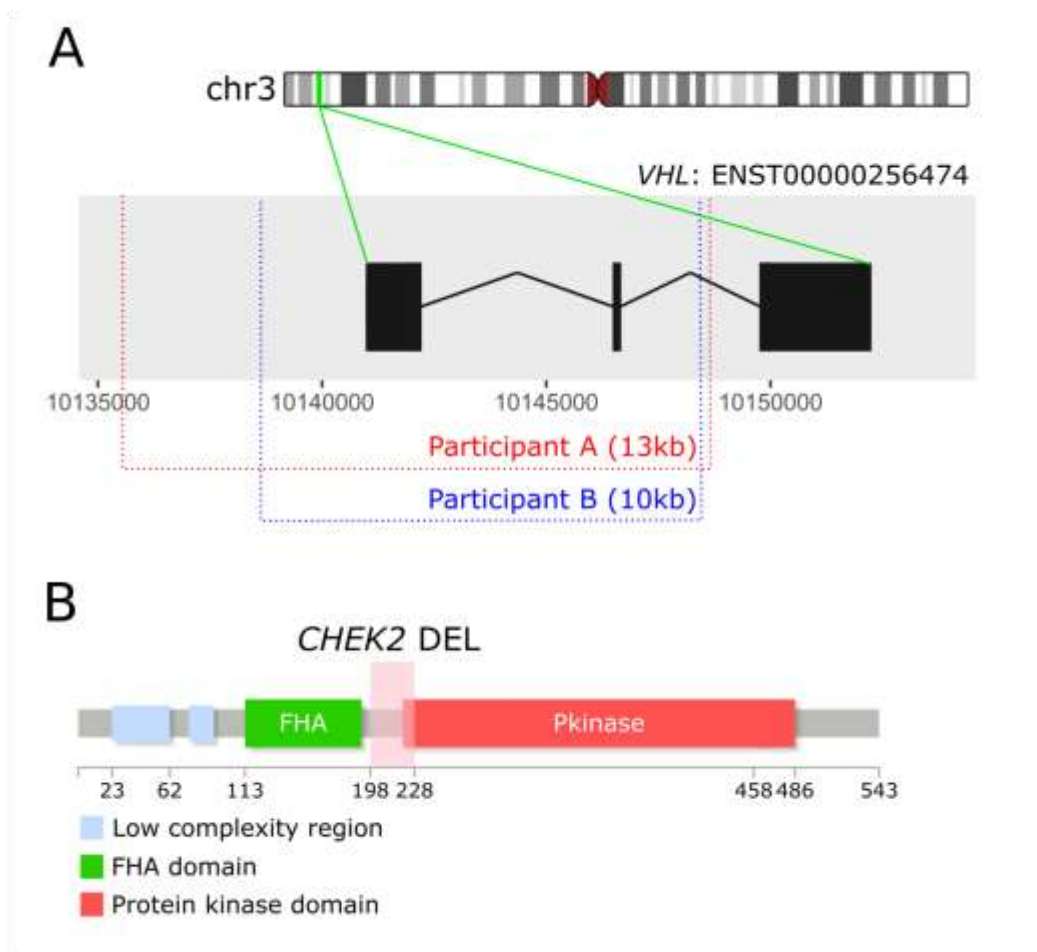 A
chr3
VHL: ENST00000256474
10135000 10140000 10145000 10150000
Participant A (13kb)
Participant B (10kb)
B
CHEK2 DEL
FHA Pkinase
23 62 113 198 228 458 486 543
Low complexity region
FHA domain
Protein kinase domain